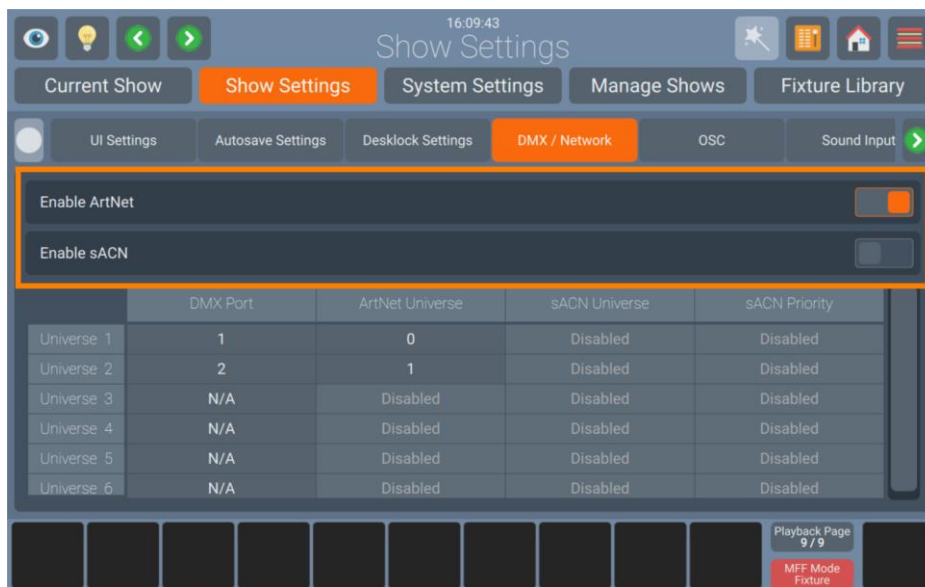 16:09:43
Show Settings
Current Show Show Settings System Settings Manage Shows Fixture Library
UI Settings Autosave Settings Desklock Settings DMX / Network OSC Sound Input
Enable ArtNet
Enable sACN
DMX Port ArtNet Universe sACN Universe sACN Priority
Universe 1 1 0 Disabled Disabled
Universe 2 2 1 Disabled Disabled
Universe 3 N/A Disabled Disabled Disabled
Universe 4 N/A Disabled Disabled Disabled
Universe 5 N/A Disabled Disabled Disabled
Universe 6 N/A Disabled Disabled Disabled
Playback Page
9 / 9
MFF Mode
Fixture